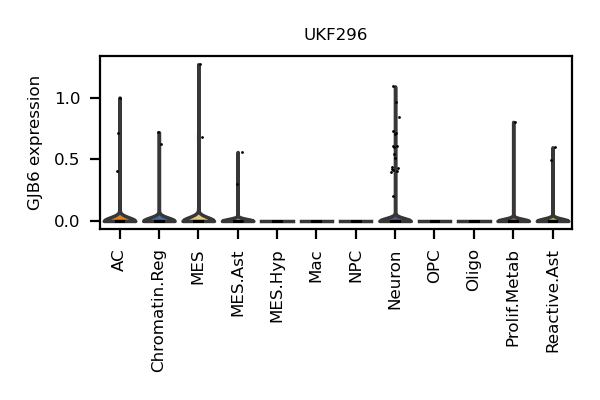 UKF296
GJB6 expression
1.0
0.5
0.0
AC
Chromatin.Reg
MES
MES.Ast
MES.Hyp
Mac
NPC
Neuron
OPC
Oligo
Prolif.Metab
Reactive.Ast